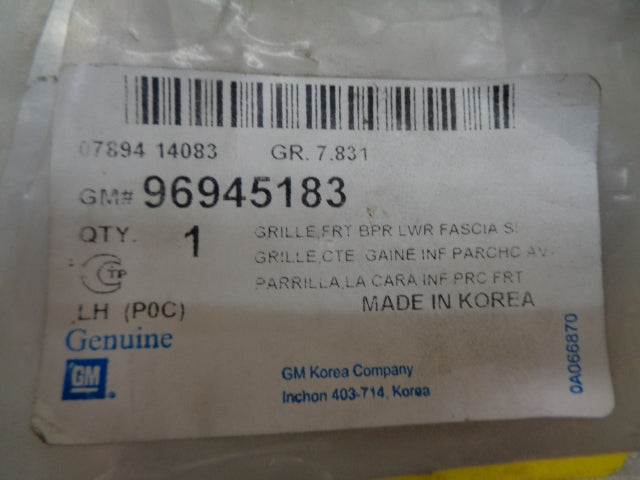 07894 14083 GR. 7.831
GM# 96945183
QTY. 1
GRILLE,FRT BPR LWR FASCIA S:
GRILLE,CTE GAINE INF PARCHC AV-
PARRILLA,LA CARA INF PRC FRT
TP
LH (P0C)
MADE IN KOREA
Genuine
GM
GM Korea Company
Inchon 403-714, Korea
0A066870